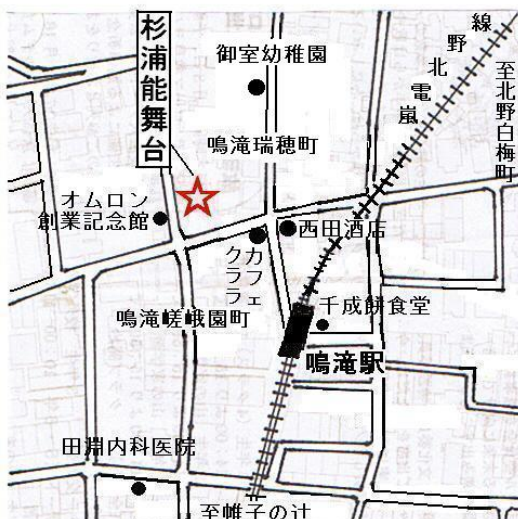 杉浦能舞台
御室幼稚園
嵐電北野線
至北野白梅町
鳴滝瑞穂町
オムロン
創業記念館
西田酒店
カフェ
クララ
千成餅食堂
鳴滝嵯峨園町
鳴滝駅
田淵内科医院
至帷子の辻